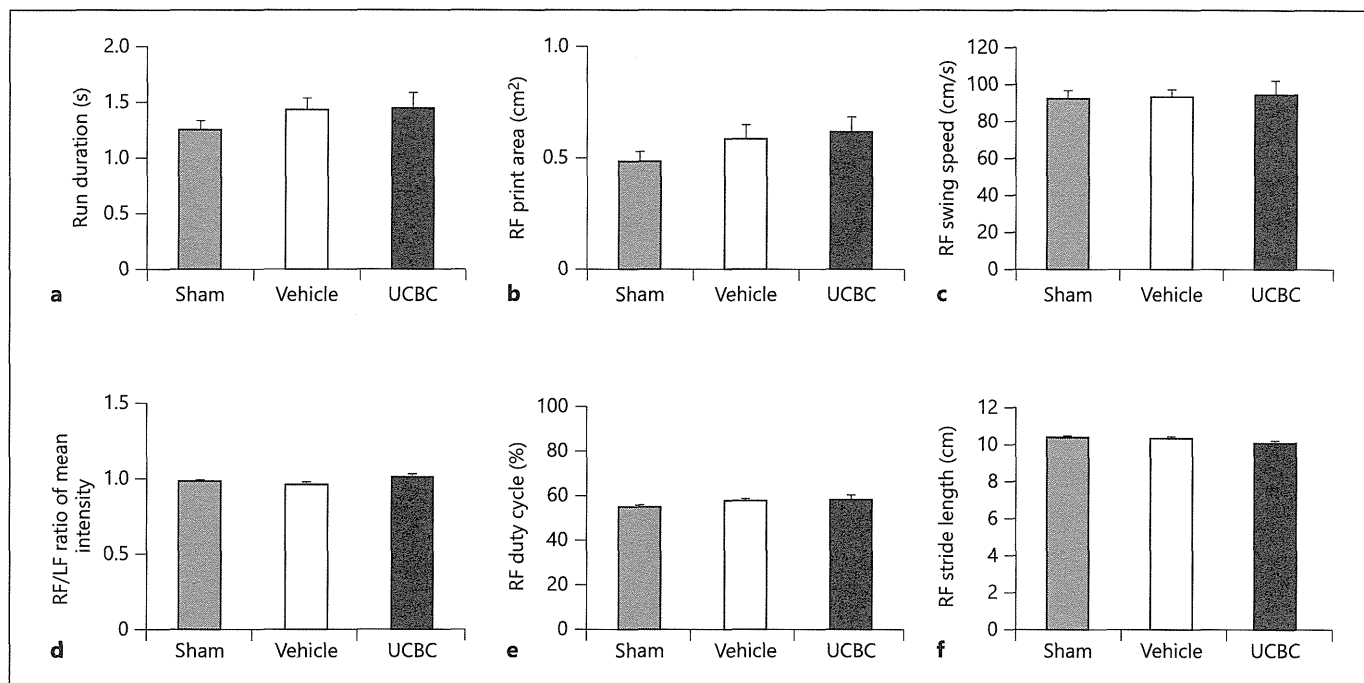 2.0
1.5
1.0
0.5
0
Run duration (s)
a
Sham
Vehicle
UCBC
1.0
0.5
0
RF print area (cm²)
b
Sham
Vehicle
UCBC
120
100
80
60
40
20
0
RF swing speed (cm/s)
c
Sham
Vehicle
UCBC
1.5
1.0
0.5
0
RF/LF ratio of mean
intensity
d
Sham
Vehicle
UCBC
100
80
60
40
20
0
RF duty cycle (%)
e
Sham
Vehicle
UCBC
12
10
8
6
4
2
0
RF stride length (cm)
f
Sham
Vehicle
UCBC